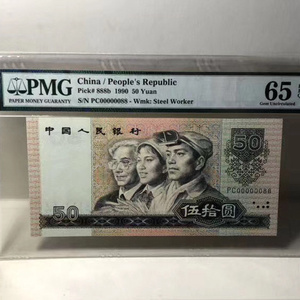 PMG
PAPER MONEY GUARANTY
China / People's Republic
Pick# 888b 1990 50 Yuan
S/N PC00000088 - Wmk: Steel Worker
65
Gem Uncirculated
中国人民银行
50
PC00000088
50
伍拾圆